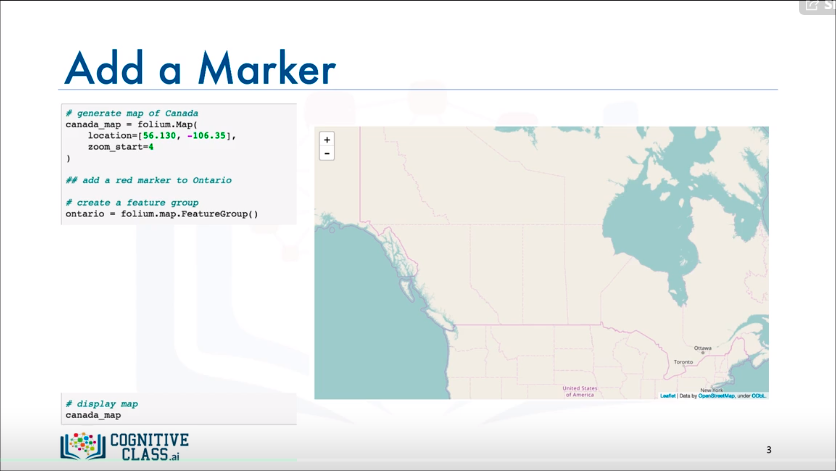 Add a Marker
# generate map of Canada
canada_map = folium.Map(
    location=[56.130, -106.35],
    zoom_start=4
)
## add a red marker to Ontario
# create a feature group
ontario = folium.map.FeatureGroup()
+
-
Ottawa
Toronto
New York
United States
of America
Leaflet | Data by OpenStreetMap, under ODbL.
# display map
canada_map
COGNITIVE
CLASS.ai
3